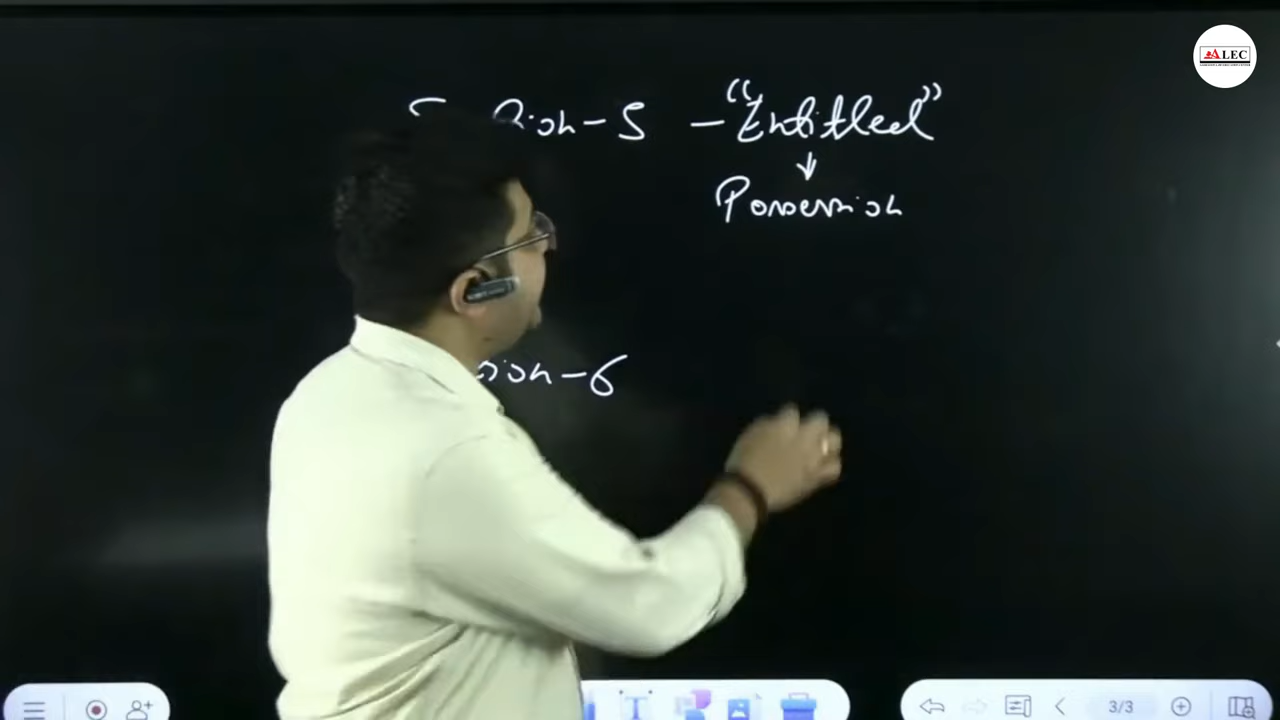 ALEC
ion-5 - "Entitled"
↓
Possession
ion-6
3/3